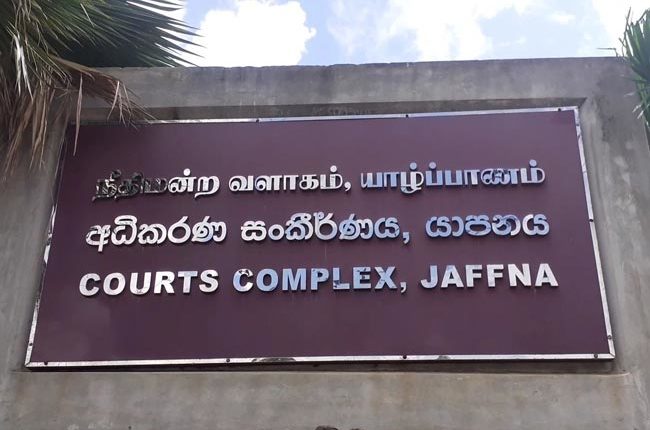 நீதிமன்ற வளாகம், யாழ்ப்பாணம்
අධිකරණ සංකීර්ණය, යාපනය
COURTS COMPLEX, JAFFNA